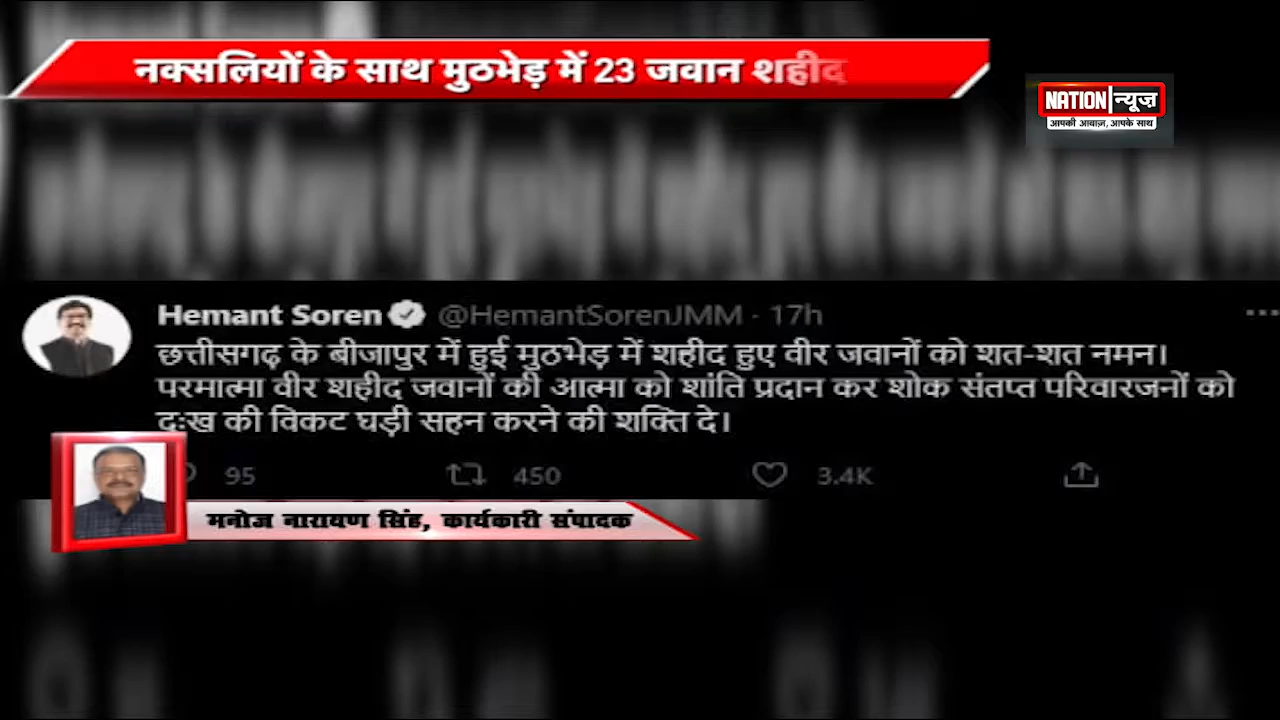 नक्सलियों के साथ मुठभेड़ में 23 जवान शहीद
NATION न्यूज़
आपकी आवाज़, आपके साथ
Hemant Soren @HemantSorenJMM · 17h
छत्तीसगढ़ के बीजापुर में हुई मुठभेड़ में शहीद हुए वीर जवानों को शत-शत नमन।
परमात्मा वीर शहीद जवानों की आत्मा को शांति प्रदान कर शोक संतप्त परिवारजनों को
दुःख की विकट घड़ी सहन करने की शक्ति दे।
95 450 3.4K
मनोज नारायण सिंह, कार्यकारी संपादक